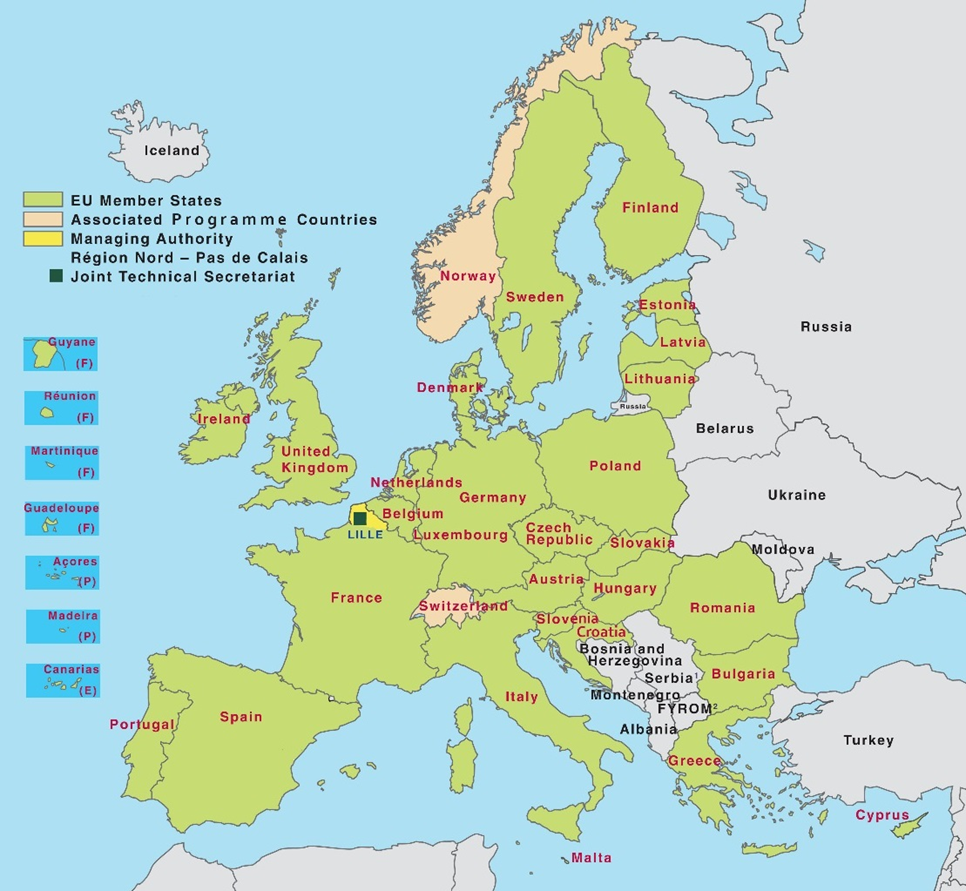 Iceland
EU Member States
Associated Programme Countries
Managing Authority
Région Nord – Pas de Calais
Joint Technical Secretariat
Guyane
(F)
Réunion
(F)
Martinique
(F)
Guadeloupe
(F)
Açores
(P)
Madeira
(P)
Canarias
(E)
Finland
Norway
Sweden
Estonia
Russia
Latvia
Lithuania
Denmark
Russia
Ireland
Belarus
United
Kingdom
Poland
Netherlands
Germany
Ukraine
Belgium
LILLE
Luxembourg
Czech
Republic
Slovakia
Moldova
Austria
Hungary
France
Switzerland
Romania
Slovenia
Croatia
Bosnia and
Herzegovina
Serbia¹
Bulgaria
Montenegro
Italy
FYROM²
Portugal
Spain
Albania
Turkey
Greece
Cyprus
Malta